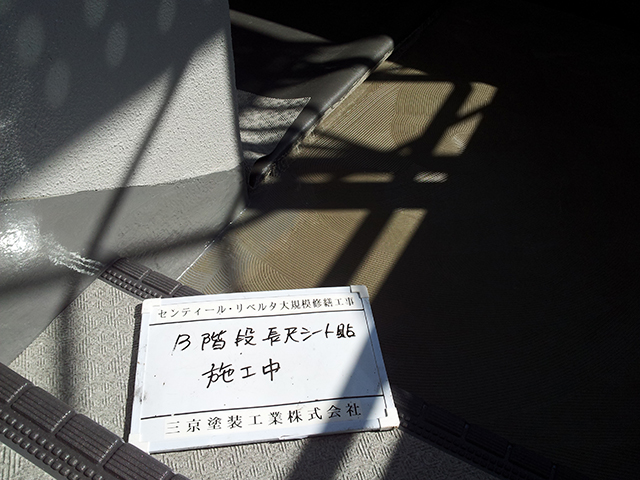 センティール・リベルタ大規模修繕工事
B階段長尺シート貼
施工中
三京塗装工業株式会社